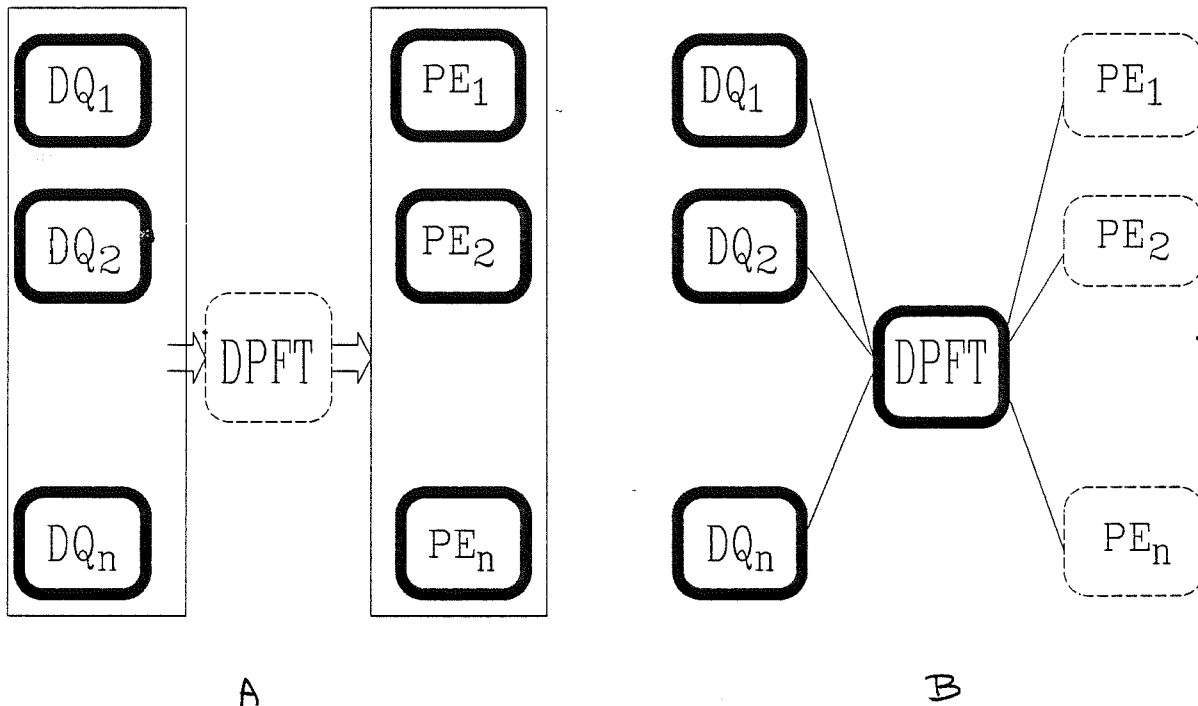 DQ1 PE1 DQ1 PE1
DQ2 PE2 DQ2 PE2
DPFT DPFT
DQn PEn DQn PEn
A B